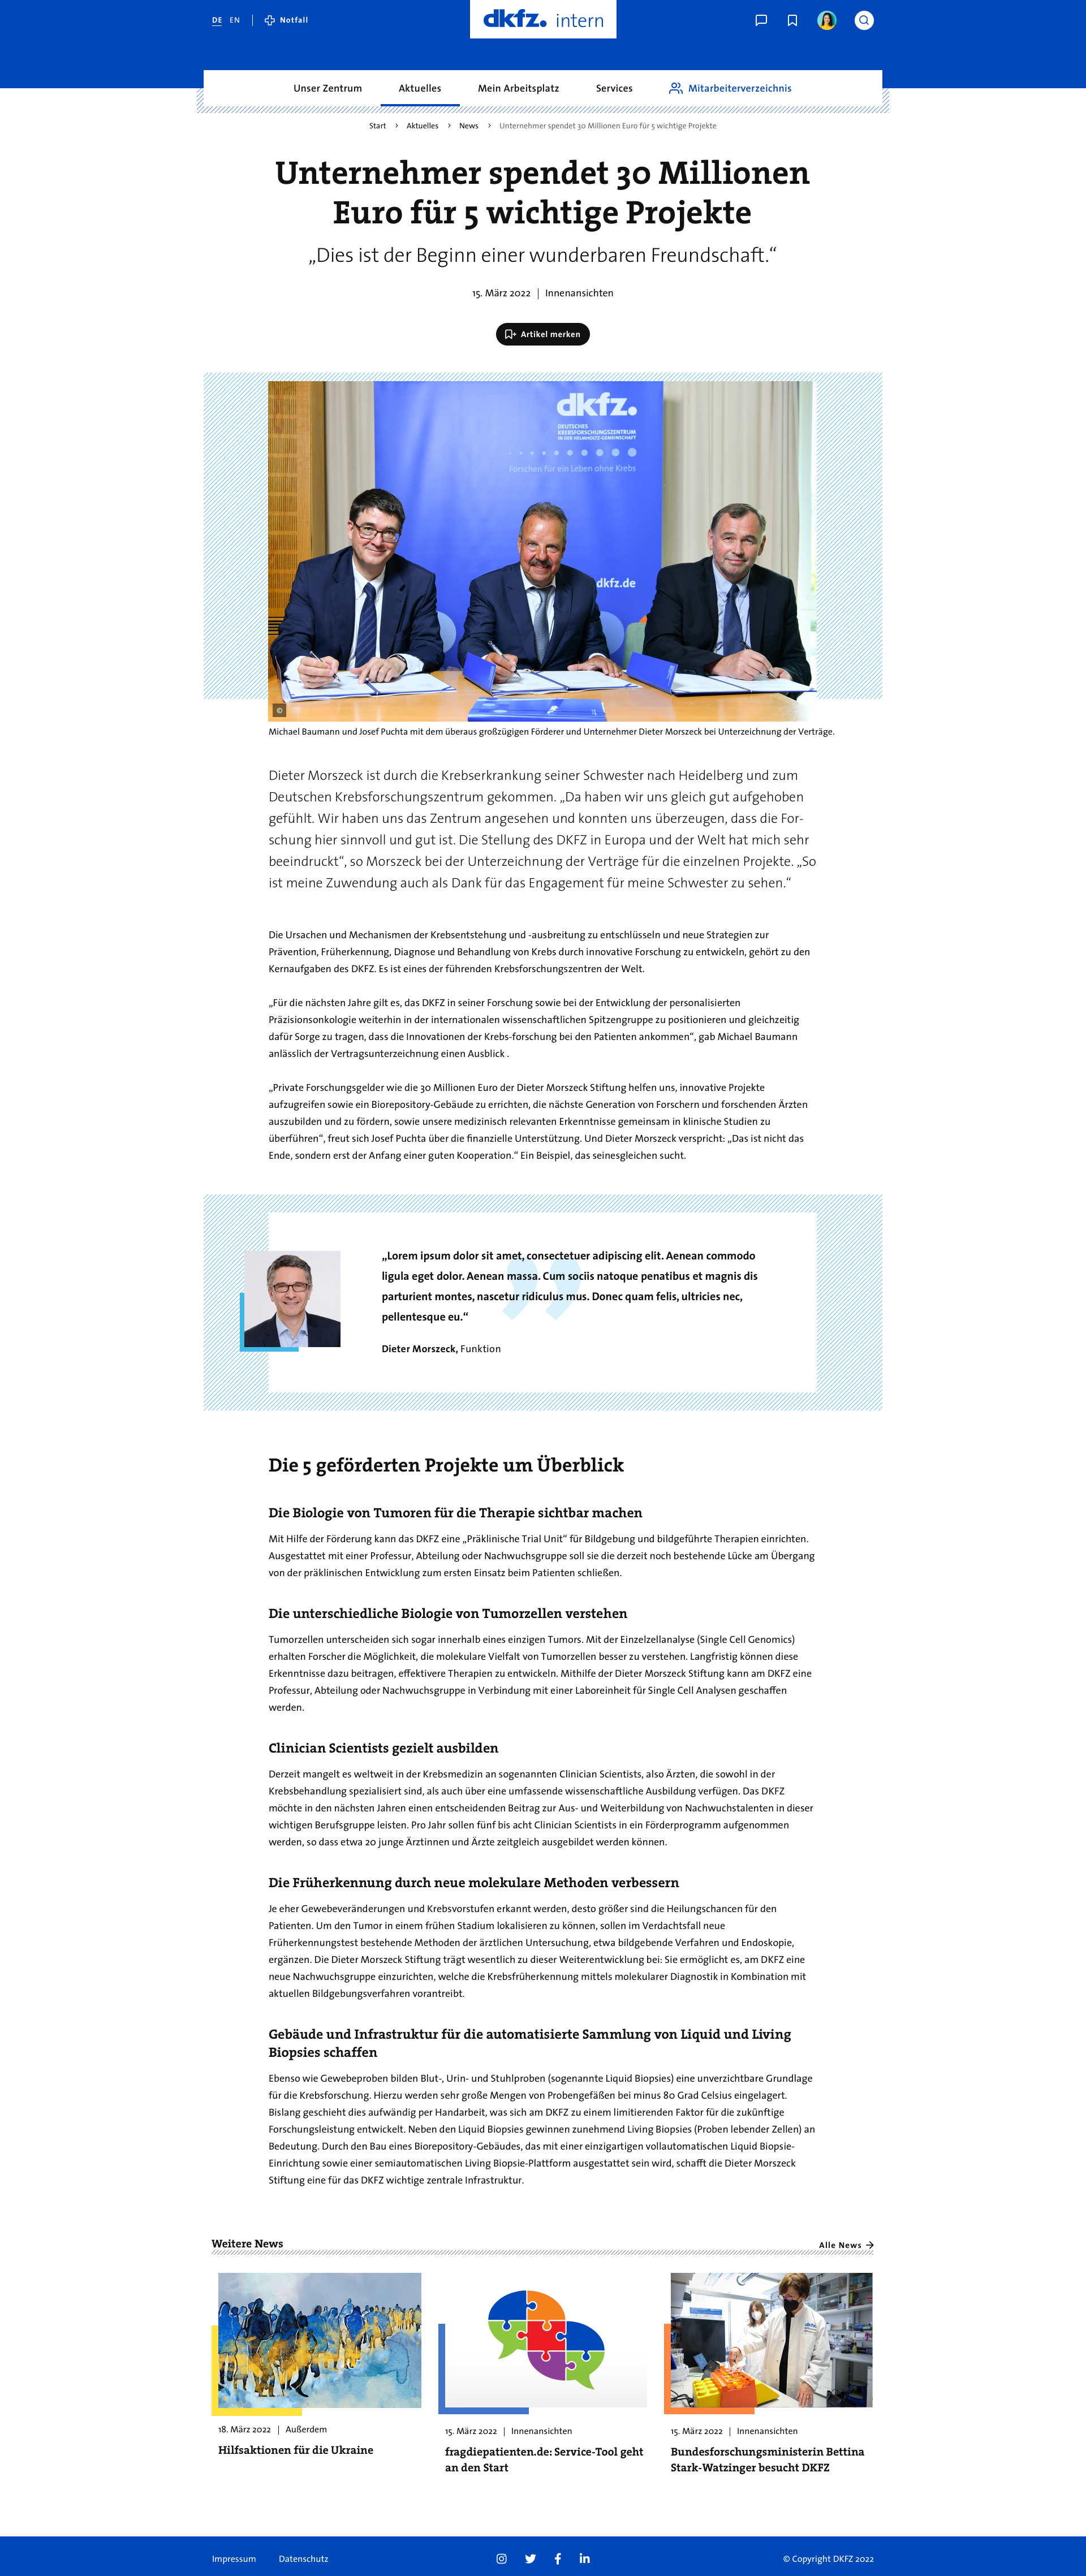 DE EN Notfall
dkfz. intern
Unser Zentrum Aktuelles Mein Arbeitsplatz Services Mitarbeiterverzeichnis
Start > Aktuelles > News > Unternehmer spendet 30 Millionen Euro für 5 wichtige Projekte
Unternehmer spendet 30 Millionen
Euro für 5 wichtige Projekte
„Dies ist der Beginn einer wunderbaren Freundschaft.“
15. März 2022 | Innenansichten
Artikel merken
dkfz.
DEUTSCHES
KREBSFORSCHUNGSZENTRUM
IN DER HELMHOLTZ-GEMEINSCHAFT
Forschen für ein Leben ohne Krebs
dkfz.de
©
Michael Baumann und Josef Puchta mit dem überaus großzügigen Förderer und Unternehmer Dieter Morszeck bei Unterzeichnung der Verträge.
Dieter Morszeck ist durch die Krebserkrankung seiner Schwester nach Heidelberg und zum
Deutschen Krebsforschungszentrum gekommen. „Da haben wir uns gleich gut aufgehoben
gefühlt. Wir haben uns das Zentrum angesehen und konnten uns überzeugen, dass die For-
schung hier sinnvoll und gut ist. Die Stellung des DKFZ in Europa und der Welt hat mich sehr
beeindruckt“, so Morszeck bei der Unterzeichnung der Verträge für die einzelnen Projekte. „So
ist meine Zuwendung auch als Dank für das Engagement für meine Schwester zu sehen.“
Die Ursachen und Mechanismen der Krebsentstehung und -ausbreitung zu entschlüsseln und neue Strategien zur
Prävention, Früherkennung, Diagnose und Behandlung von Krebs durch innovative Forschung zu entwickeln, gehört zu den
Kernaufgaben des DKFZ. Es ist eines der führenden Krebsforschungszentren der Welt.
„Für die nächsten Jahre gilt es, das DKFZ in seiner Forschung sowie bei der Entwicklung der personalisierten
Präzisionsonkologie weiterhin in der internationalen wissenschaftlichen Spitzengruppe zu positionieren und gleichzeitig
dafür Sorge zu tragen, dass die Innovationen der Krebs-forschung bei den Patienten ankommen“, gab Michael Baumann
anlässlich der Vertragsunterzeichnung einen Ausblick .
„Private Forschungsgelder wie die 30 Millionen Euro der Dieter Morszeck Stiftung helfen uns, innovative Projekte
aufzugreifen sowie ein Biorepository-Gebäude zu errichten, die nächste Generation von Forschern und forschenden Ärzten
auszubilden und zu fördern, sowie unsere medizinisch relevanten Erkenntnisse gemeinsam in klinische Studien zu
überführen“, freut sich Josef Puchta über die finanzielle Unterstützung. Und Dieter Morszeck verspricht: „Das ist nicht das
Ende, sondern erst der Anfang einer guten Kooperation.“ Ein Beispiel, das seinesgleichen sucht.
„Lorem ipsum dolor sit amet, consectetuer adipiscing elit. Aenean commodo
ligula eget dolor. Aenean massa. Cum sociis natoque penatibus et magnis dis
parturient montes, nascetur ridiculus mus. Donec quam felis, ultricies nec,
pellentesque eu.“
Dieter Morszeck, Funktion
Die 5 geförderten Projekte um Überblick
Die Biologie von Tumoren für die Therapie sichtbar machen
Mit Hilfe der Förderung kann das DKFZ eine „Präklinische Trial Unit“ für Bildgebung und bildgeführte Therapien einrichten.
Ausgestattet mit einer Professur, Abteilung oder Nachwuchsgruppe soll sie die derzeit noch bestehende Lücke am Übergang
von der präklinischen Entwicklung zum ersten Einsatz beim Patienten schließen.
Die unterschiedliche Biologie von Tumorzellen verstehen
Tumorzellen unterscheiden sich sogar innerhalb eines einzigen Tumors. Mit der Einzelzellanalyse (Single Cell Genomics)
erhalten Forscher die Möglichkeit, die molekulare Vielfalt von Tumorzellen besser zu verstehen. Langfristig können diese
Erkenntnisse dazu beitragen, effektivere Therapien zu entwickeln. Mithilfe der Dieter Morszeck Stiftung kann am DKFZ eine
Professur, Abteilung oder Nachwuchsgruppe in Verbindung mit einer Laboreinheit für Single Cell Analysen geschaffen
werden.
Clinician Scientists gezielt ausbilden
Derzeit mangelt es weltweit in der Krebsmedizin an sogenannten Clinician Scientists, also Ärzten, die sowohl in der
Krebsbehandlung spezialisiert sind, als auch über eine umfassende wissenschaftliche Ausbildung verfügen. Das DKFZ
möchte in den nächsten Jahren einen entscheidenden Beitrag zur Aus- und Weiterbildung von Nachwuchstalenten in dieser
wichtigen Berufsgruppe leisten. Pro Jahr sollen fünf bis acht Clinician Scientists in ein Förderprogramm aufgenommen
werden, so dass etwa 20 junge Ärztinnen und Ärzte zeitgleich ausgebildet werden können.
Die Früherkennung durch neue molekulare Methoden verbessern
Je eher Gewebeveränderungen und Krebsvorstufen erkannt werden, desto größer sind die Heilungschancen für den
Patienten. Um den Tumor in einem frühen Stadium lokalisieren zu können, sollen im Verdachtsfall neue
Früherkennungstest bestehende Methoden der ärztlichen Untersuchung, etwa bildgebende Verfahren und Endoskopie,
ergänzen. Die Dieter Morszeck Stiftung trägt wesentlich zu dieser Weiterentwicklung bei: Sie ermöglicht es, am DKFZ eine
neue Nachwuchsgruppe einzurichten, welche die Krebsfrüherkennung mittels molekularer Diagnostik in Kombination mit
aktuellen Bildgebungsverfahren vorantreibt.
Gebäude und Infrastruktur für die automatisierte Sammlung von Liquid und Living
Biopsies schaffen
Ebenso wie Gewebeproben bilden Blut-, Urin- und Stuhlproben (sogenannte Liquid Biopsies) eine unverzichtbare Grundlage
für die Krebsforschung. Hierzu werden sehr große Mengen von Probengefäßen bei minus 80 Grad Celsius eingelagert.
Bislang geschieht dies aufwändig per Handarbeit, was sich am DKFZ zu einem limitierenden Faktor für die zukünftige
Forschungsleistung entwickelt. Neben den Liquid Biopsies gewinnen zunehmend Living Biopsies (Proben lebender Zellen) an
Bedeutung. Durch den Bau eines Biorepository-Gebäudes, das mit einer einzigartigen vollautomatischen Liquid Biopsie-
Einrichtung sowie einer semiautomatischen Living Biopsie-Plattform ausgestattet sein wird, schafft die Dieter Morszeck
Stiftung eine für das DKFZ wichtige zentrale Infrastruktur.
Weitere News Alle News
18. März 2022 | Außerdem
Hilfsaktionen für die Ukraine
15. März 2022 | Innenansichten
fragdiepatienten.de: Service-Tool geht
an den Start
15. März 2022 | Innenansichten
Bundesforschungsministerin Bettina
Stark-Watzinger besucht DKFZ
Impressum Datenschutz © Copyright DKFZ 2022